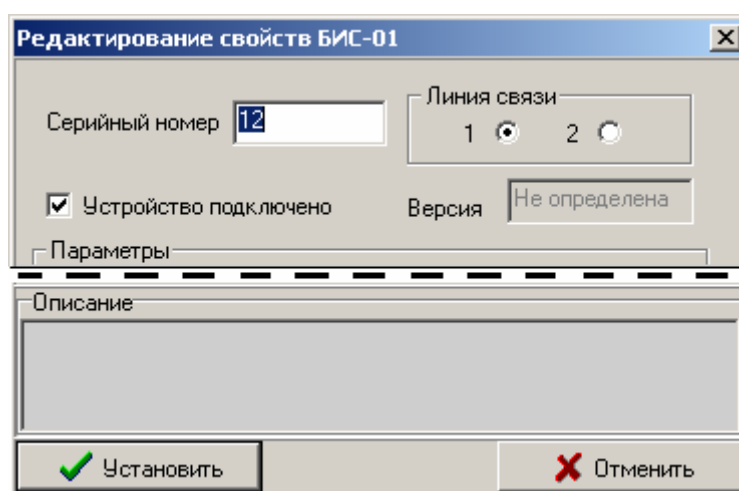 Редактирование свойств БИС-01
Серийный номер 12
Линия связи
1 2
Устройство подключено
Версия Не определена
Параметры
Описание
Установить Отменить